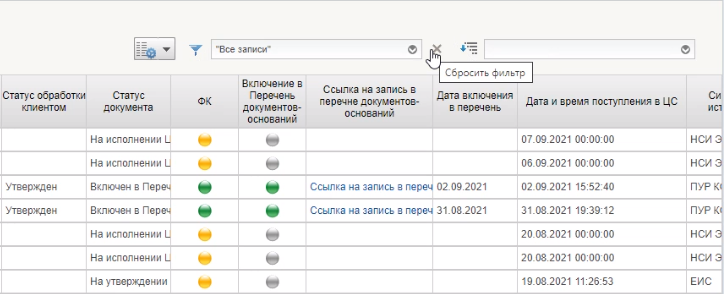 "Все записи"
Сбросить фильтр
Статус обработки клиентом
Статус документа
ФК
Включение в Перечень документов-оснований
Ссылка на запись в перечне документов-оснований
Дата включения в перечень
Дата и время поступления в ЦС
На исполнении Ц 07.09.2021 00:00:00 НСИ Э
На исполнении Ц 06.09.2021 00:00:00 НСИ Э
Утвержден Включен в Переч Ссылка на запись в переч 02.09.2021 02.09.2021 15:52:40 ПУР КС
Утвержден Включен в Переч Ссылка на запись в переч 31.08.2021 31.08.2021 19:39:12 ПУР КС
На исполнении Ц 20.08.2021 00:00:00 НСИ Э
На исполнении Ц 20.08.2021 00:00:00 НСИ Э
На утверждении 19.08.2021 11:26:53 ЕИС